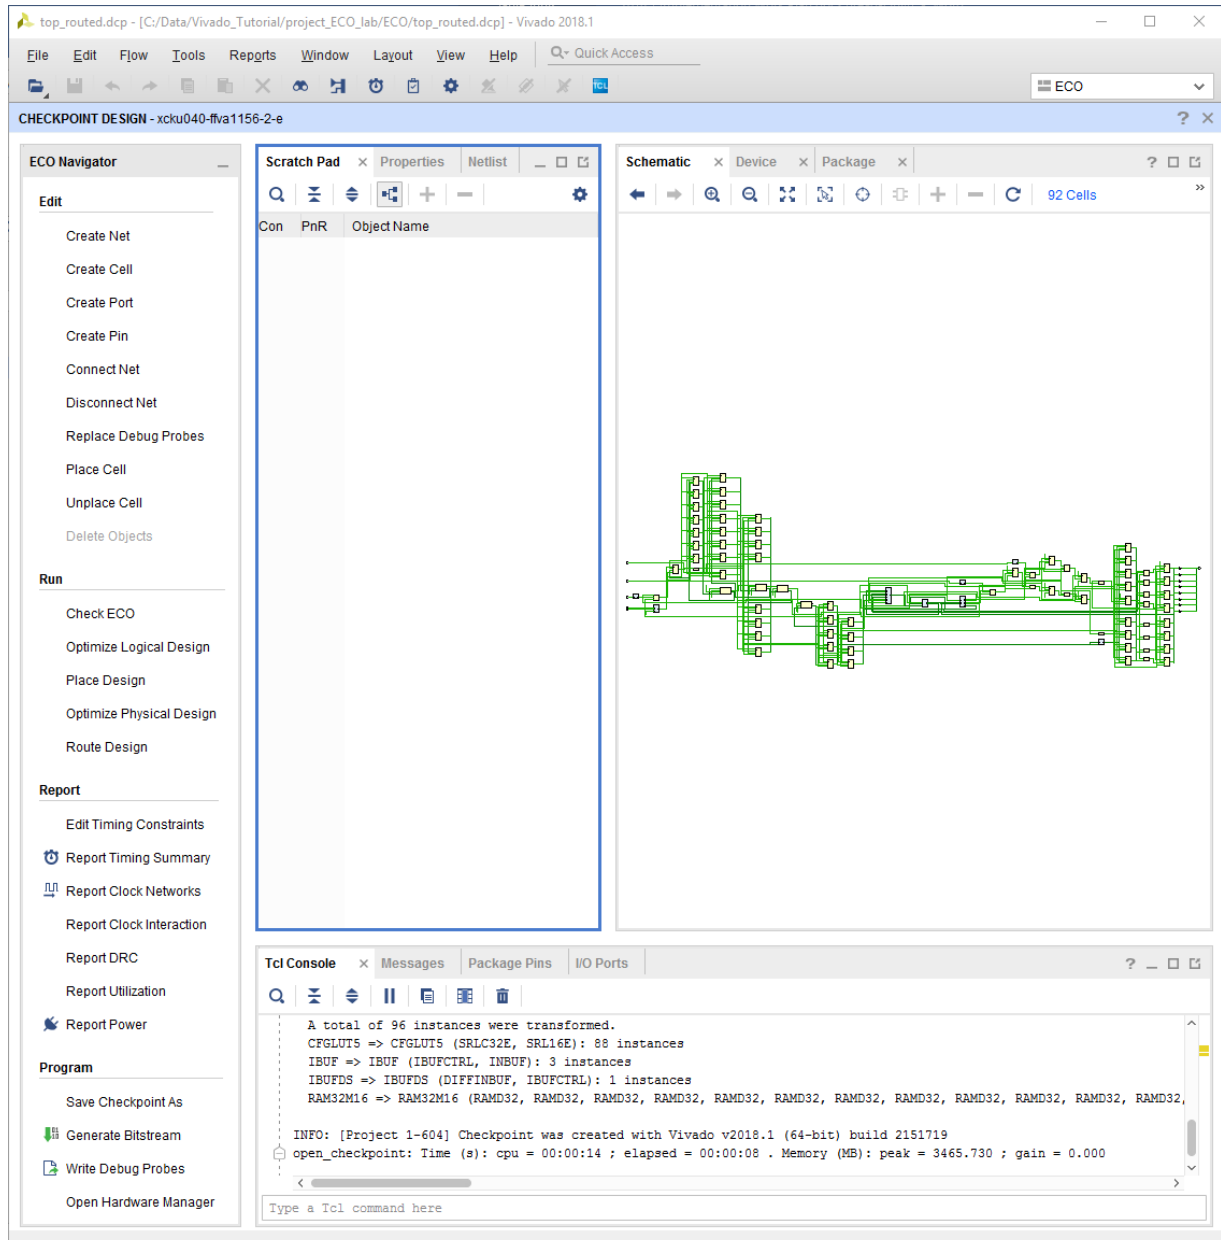 top_routed.dcp - [C:/Data/Vivado_Tutorial/project_ECO_lab/ECO/top_routed.dcp] - Vivado 2018.1
File Edit Flow Tools Reports Window Layout View Help Quick Access
TCL ECO
CHECKPOINT DESIGN - xcku040-ffva1156-2-e
ECO Navigator
Edit
Create Net
Create Cell
Create Port
Create Pin
Connect Net
Disconnect Net
Replace Debug Probes
Place Cell
Unplace Cell
Delete Objects
Run
Check ECO
Optimize Logical Design
Place Design
Optimize Physical Design
Route Design
Report
Edit Timing Constraints
Report Timing Summary
Report Clock Networks
Report Clock Interaction
Report DRC
Report Utilization
Report Power
Program
Save Checkpoint As
Generate Bitstream
Write Debug Probes
Open Hardware Manager
Scratch Pad Properties Netlist
Con PnR Object Name
Schematic Device Package
92 Cells
Tcl Console Messages Package Pins I/O Ports
A total of 96 instances were transformed.
CFGLUT5 => CFGLUT5 (SRLC32E, SRL16E): 88 instances
IBUF => IBUF (IBUFCTRL, INBUF): 3 instances
IBUFDS => IBUFDS (DIFFINBUF, IBUFCTRL): 1 instances
RAM32M16 => RAM32M16 (RAMD32, RAMD32, RAMD32, RAMD32, RAMD32, RAMD32, RAMD32, RAMD32, RAMD32, RAMD32, RAMD32, RAMD32,
INFO: [Project 1-604] Checkpoint was created with Vivado v2018.1 (64-bit) build 2151719
open_checkpoint: Time (s): cpu = 00:00:14 ; elapsed = 00:00:08 . Memory (MB): peak = 3465.730 ; gain = 0.000
Type a Tcl command here